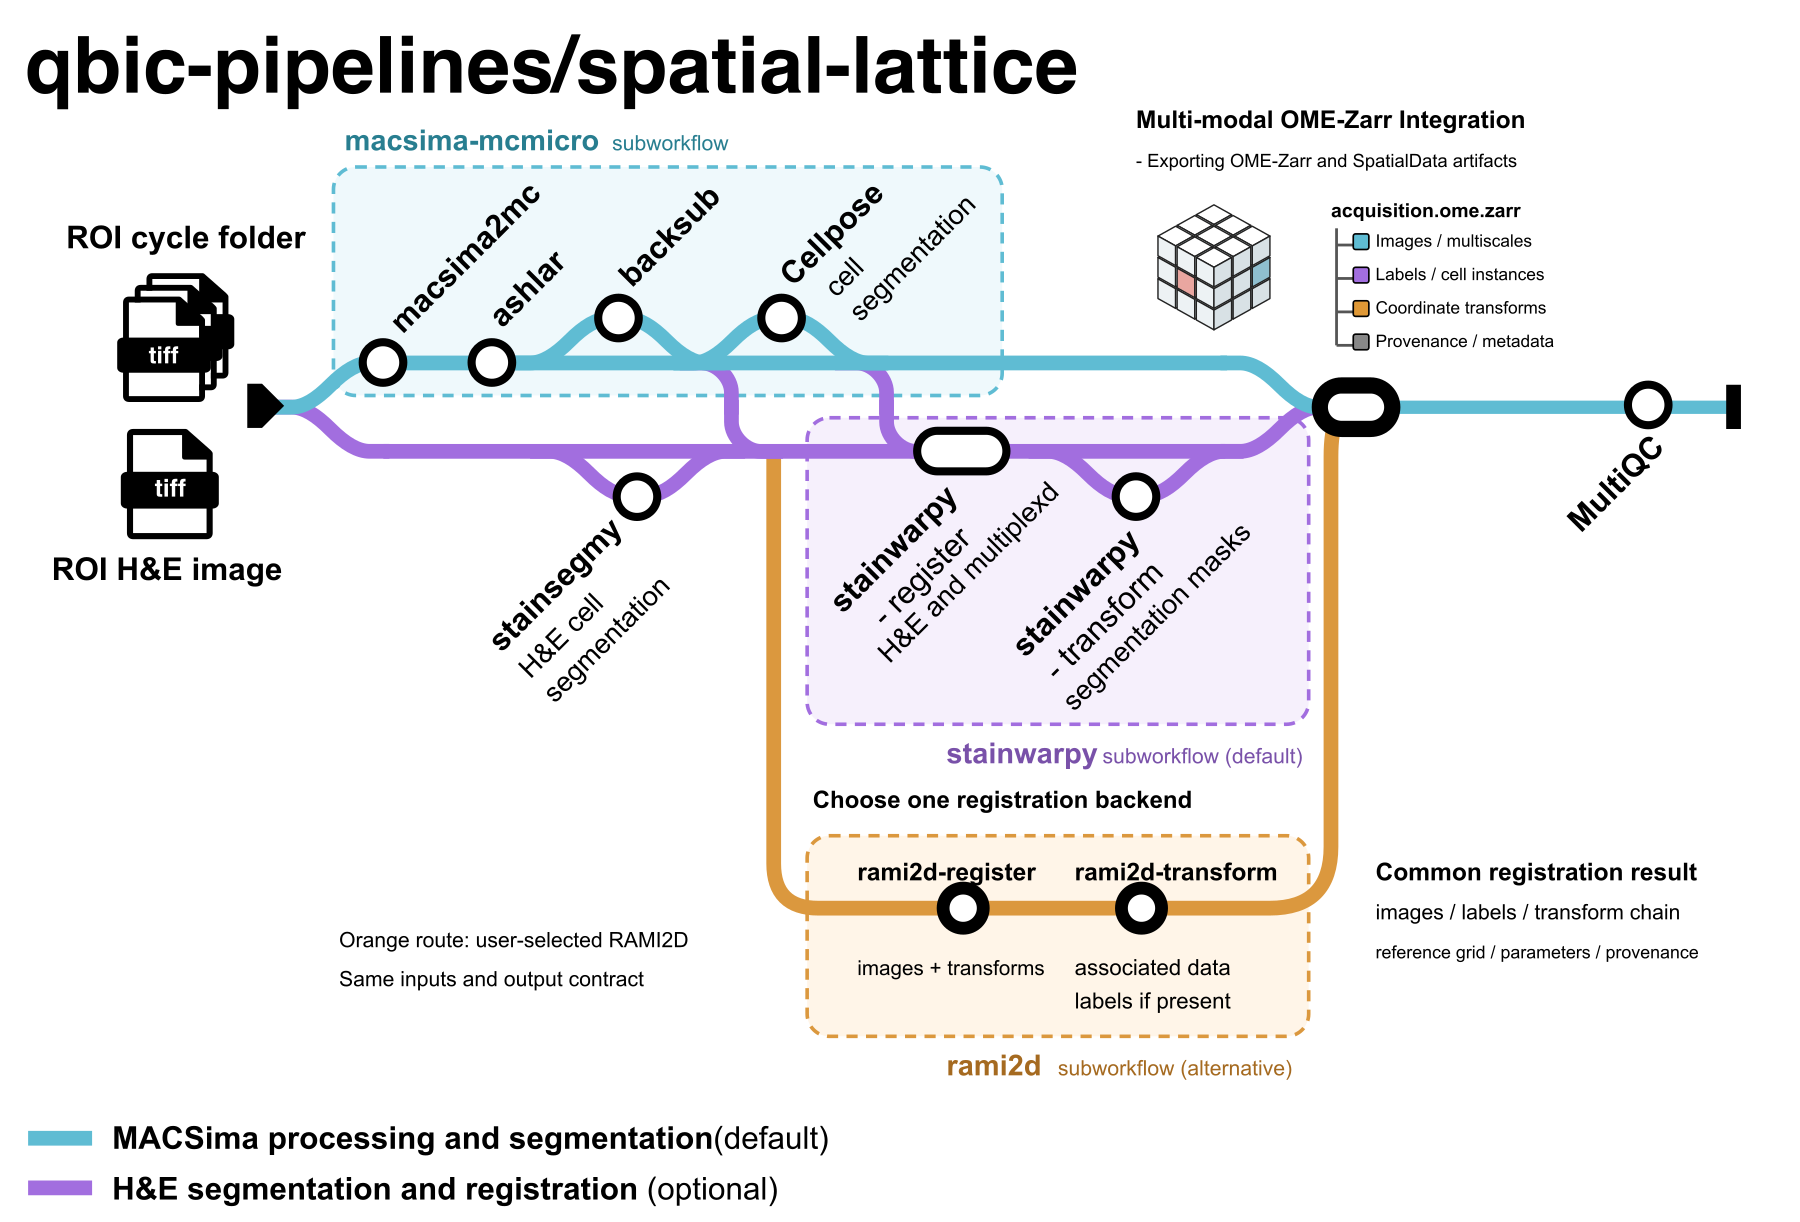 qbic-pipelines/spatial-lattice
macsima-mcmicro subworkflow
Multi-modal OME-Zarr Integration
- Exporting OME-Zarr and SpatialData artifacts
ROI cycle folder
tiff
tiff
ROI H&E image
macsima2mc
ashlar
backsub
Cellpose
cell
segmentation
acquisition.ome.zarr
Images / multiscales
Labels / cell instances
Coordinate transforms
Provenance / metadata
MultiQC
stainsegmy
H&E cell
segmentation
stainwarpy
- register
H&E and multiplexd
stainwarpy
- transform
segmentation masks
stainwarpy subworkflow (default)
Choose one registration backend
rami2d-register
rami2d-transform
images + transforms
associated data
labels if present
rami2d subworkflow (alternative)
Orange route: user-selected RAMI2D
Same inputs and output contract
Common registration result
images / labels / transform chain
reference grid / parameters / provenance
MACSima processing and segmentation(default)
H&E segmentation and registration (optional)